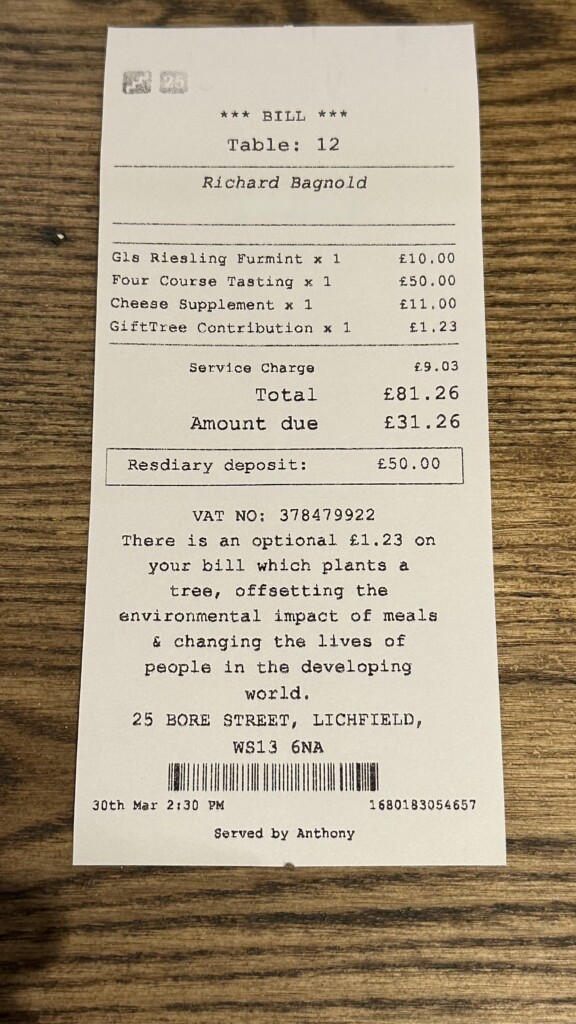 25
*** BILL ***
Table: 12
Richard Bagnold
Gls Riesling Furmint x 1 £10.00
Four Course Tasting x 1 £50.00
Cheese Supplement x 1 £11.00
GiftTree Contribution x 1 £1.23
Service Charge £9.03
Total £81.26
Amount due £31.26
Resdiary deposit: £50.00
VAT NO: 378479922
There is an optional £1.23 on
your bill which plants a
tree, offsetting the
environmental impact of meals
& changing the lives of
people in the developing
world.
25 BORE STREET, LICHFIELD,
WS13 6NA
30th Mar 2:30 PM 1680183054657
Served by Anthony